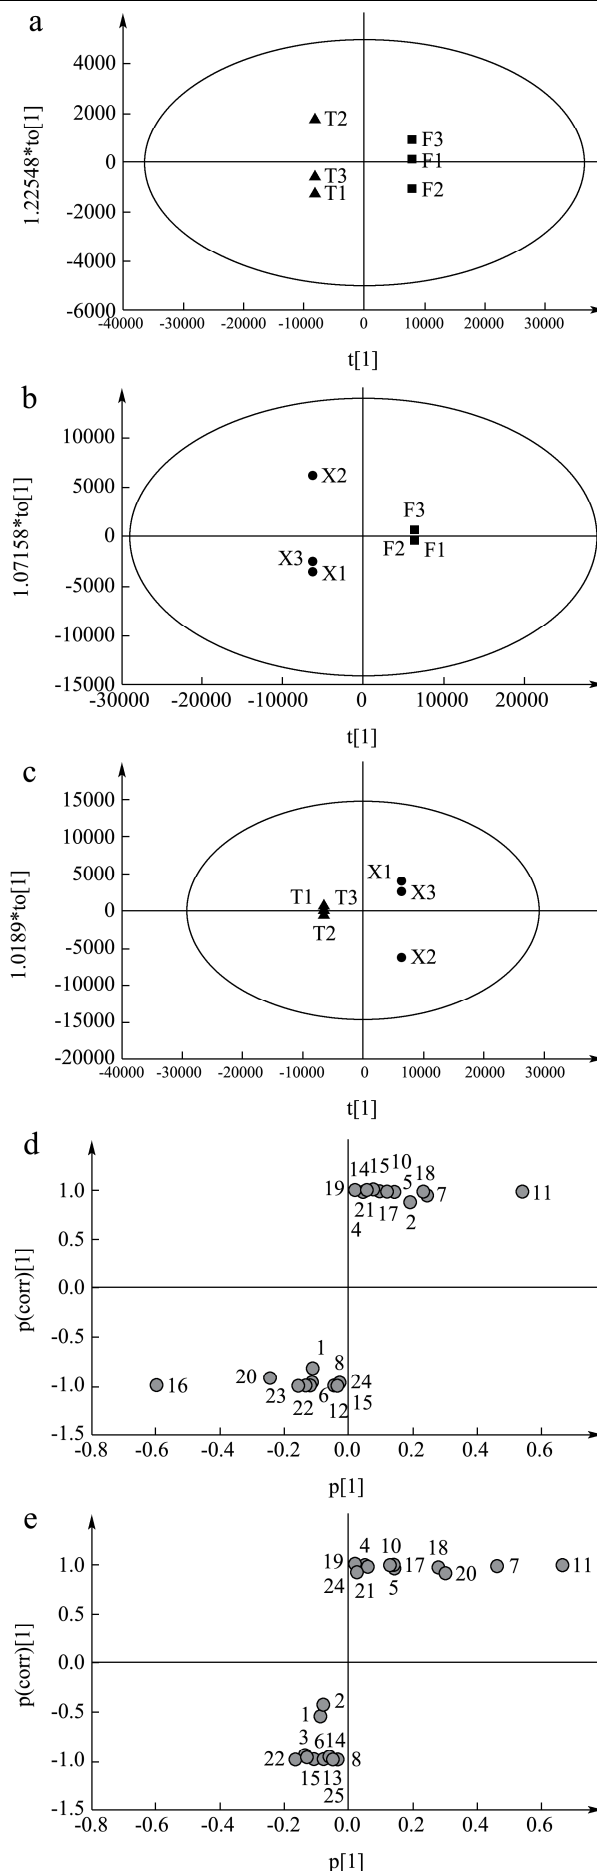 a
4000
2000
0
-2000
-4000
-6000
1.22548*to[1]
T2
T3
T1
F3
F1
F2
-40000 -30000 -20000 -10000 0 10000 20000 30000
t[1]
b
10000
5000
0
-5000
-10000
-15000
1.07158*to[1]
X2
X3
X1
F3
F2 F1
-30000 -20000 -10000 0 10000 20000
t[1]
c
15000
10000
5000
0
-5000
-10000
-15000
-20000
1.0189*to[1]
T1 T3
T2
X1
X3
X2
-40000 -30000 -20000 -10000 0 10000 20000 30000
t[1]
d
1.0
0.5
0.0
-0.5
-1.0
-1.5
p(corr)[1]
14 15 10
19 5 18
7 11
21 17 2
4
1
8
20
16 24
23 6
22 12 15
-0.8 -0.6 -0.4 -0.2 0.0 0.2 0.4 0.6
p[1]
e
1.0
0.5
0.0
-0.5
-1.0
-1.5
p(corr)[1]
4 10 18
19 17 7 11
20
24 21 5
2
1
3 6 14
22 8
15 13
25
-0.8 -0.6 -0.4 -0.2 0.0 0.2 0.4 0.6
p[1]